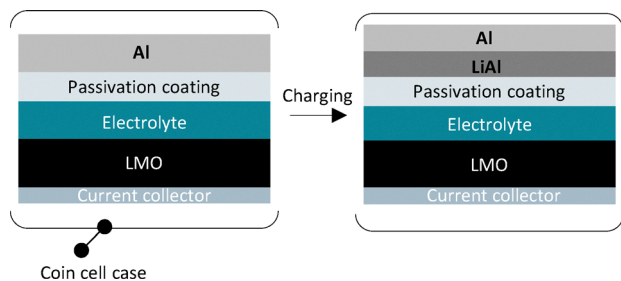 Al
Passivation coating
Electrolyte
LMO
Current collector
Coin cell case
Charging
Al
LiAl
Passivation coating
Electrolyte
LMO
Current collector